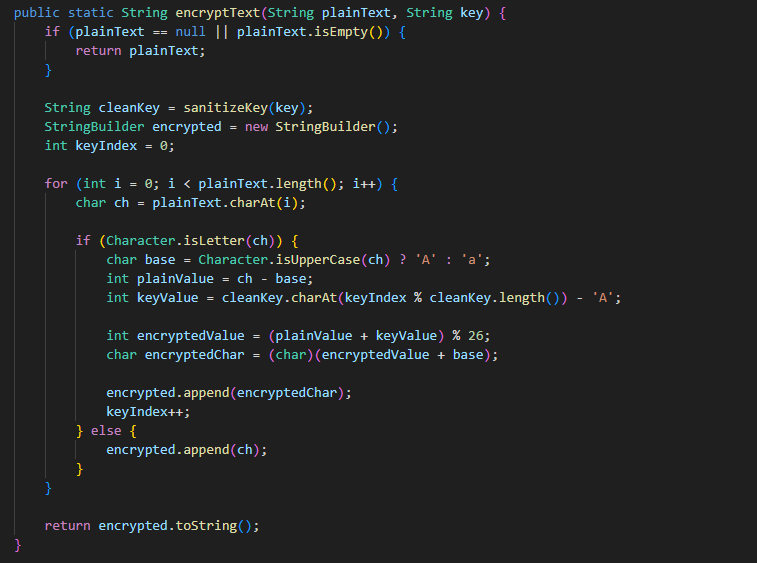 public static String encryptText(String plainText, String key) {
    if (plainText == null || plainText.isEmpty()) {
        return plainText;
    }

    String cleanKey = sanitizeKey(key);
    StringBuilder encrypted = new StringBuilder();
    int keyIndex = 0;

    for (int i = 0; i < plainText.length(); i++) {
        char ch = plainText.charAt(i);

        if (Character.isLetter(ch)) {
            char base = Character.isUpperCase(ch) ? 'A' : 'a';
            int plainValue = ch - base;
            int keyValue = cleanKey.charAt(keyIndex % cleanKey.length()) - 'A';

            int encryptedValue = (plainValue + keyValue) % 26;
            char encryptedChar = (char)(encryptedValue + base);

            encrypted.append(encryptedChar);
            keyIndex++;
        } else {
            encrypted.append(ch);
        }
    }

    return encrypted.toString();
}